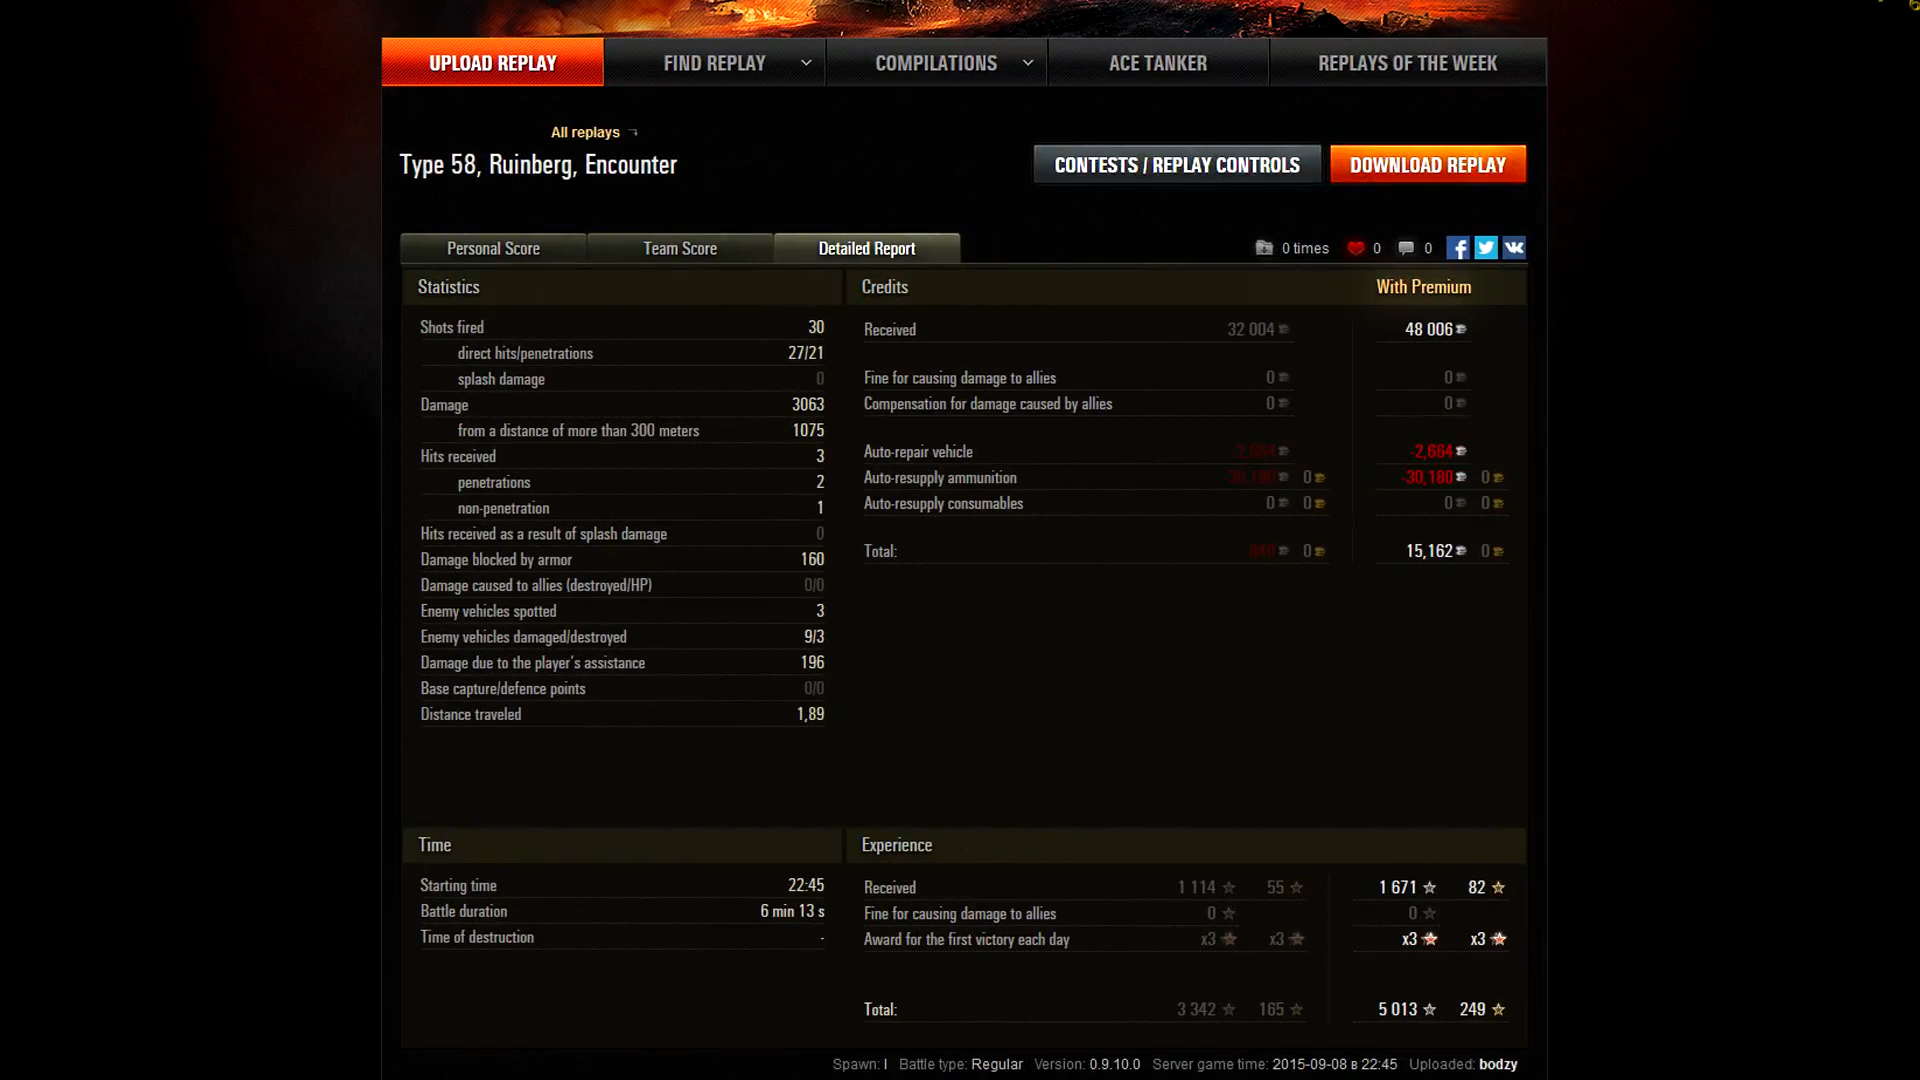 UPLOAD REPLAY FIND REPLAY COMPILATIONS ACE TANKER REPLAYS OF THE WEEK
All replays
Type 58, Ruinberg, Encounter
CONTESTS / REPLAY CONTROLS DOWNLOAD REPLAY
Personal Score Team Score Detailed Report 0 times 0 0
Statistics
Shots fired 30
direct hits/penetrations 27/21
splash damage 0
Damage 3063
from a distance of more than 300 meters 1075
Hits received 3
penetrations 2
non-penetration 1
Hits received as a result of splash damage 0
Damage blocked by armor 160
Damage caused to allies (destroyed/HP) 0/0
Enemy vehicles spotted 3
Enemy vehicles damaged/destroyed 9/3
Damage due to the player's assistance 196
Base capture/defence points 0/0
Distance traveled 1,89
Credits With Premium
Received 32 004 48 006
Fine for causing damage to allies 0 0
Compensation for damage caused by allies 0 0
Auto-repair vehicle -2,664 -2,664
Auto-resupply ammunition -30,180 0 -30,180 0
Auto-resupply consumables 0 0 0 0
Total: 0 15,162 0
Time
Starting time 22:45
Battle duration 6 min 13 s
Time of destruction -
Experience
Received 1 114 55 1 671 82
Fine for causing damage to allies 0 0
Award for the first victory each day x3 x3 x3 x3
Total: 3 342 165 5 013 249
Spawn: I Battle type: Regular Version: 0.9.10.0 Server game time: 2015-09-08 в 22:45 Uploaded: bodzy